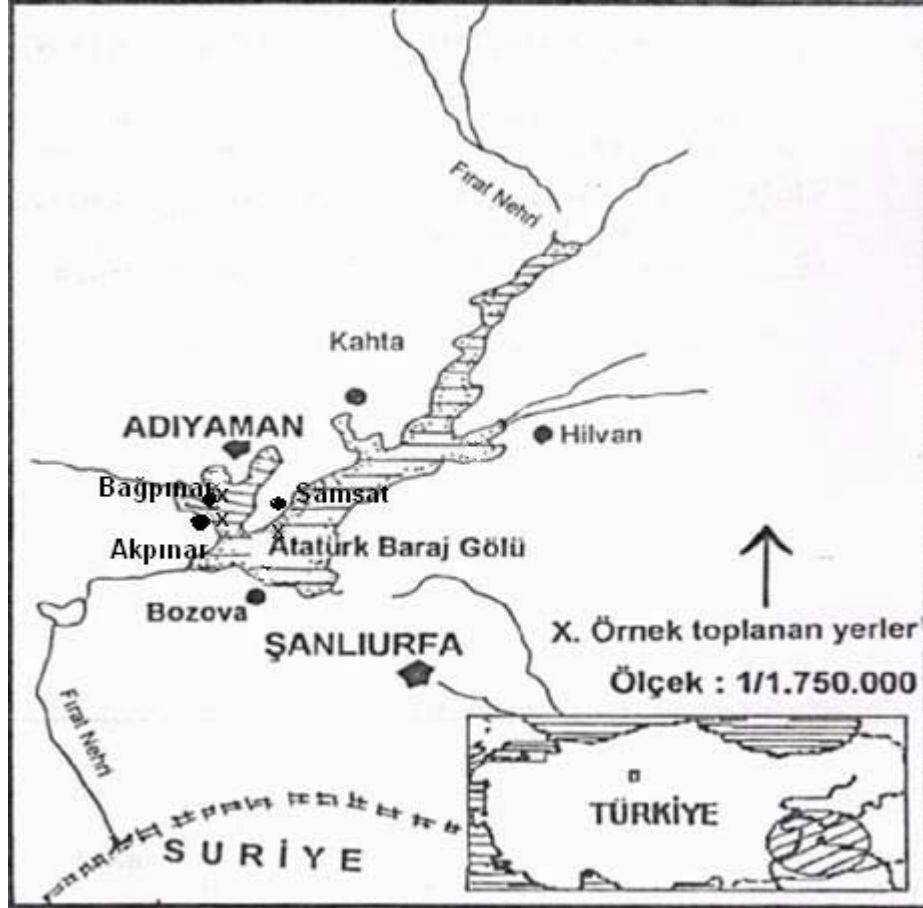 Fırat Nehri
Kahta
ADIYAMAN
Hilvan
Bağpınar
Samsat
x
x
Akpınar
x
Atatürk Baraj Gölü
Bozova
X. Örnek toplanan yerler
ŞANLIURFA
Ölçek : 1/1.750.000
Fırat Nehri
TÜRKİYE
SURİYE